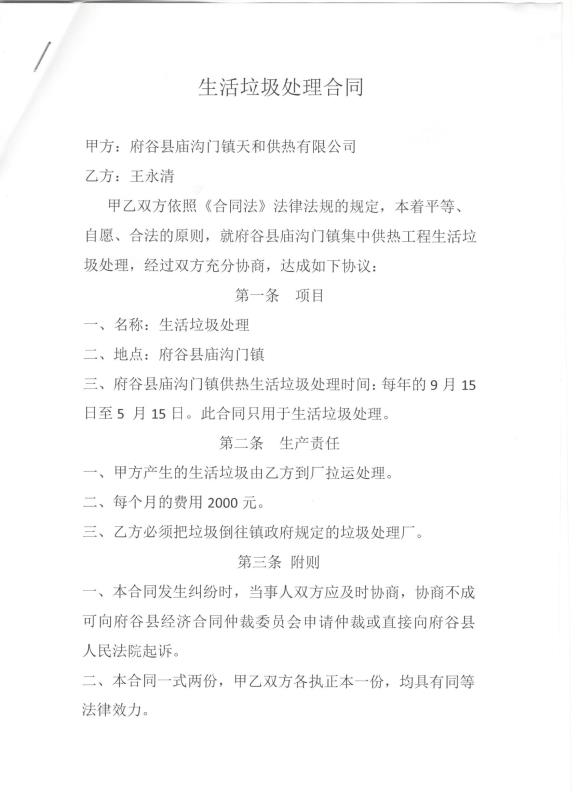 生活垃圾处理合同
甲方：府谷县庙沟门镇天和供热有限公司
乙方：王永清
甲乙双方依照《合同法》法律法规的规定，本着平等、
自愿、合法的原则，就府谷县庙沟门镇集中供热工程生活垃
圾处理，经过双方充分协商，达成如下协议：
第一条 项目
一、名称：生活垃圾处理
二、地点：府谷县庙沟门镇
三、府谷县庙沟门镇供热生活垃圾处理时间：每年的9月15
日至5 月15日。此合同只用于生活垃圾处理。
第二条 生产责任
一、甲方产生的生活垃圾由乙方到厂拉运处理。
二、每个月的费用2000元。
三、乙方必须把垃圾倒往镇政府规定的垃圾处理厂。
第三条 附则
一、本合同发生纠纷时，当事人双方应及时协商，协商不成
可向府谷县经济合同仲裁委员会申请仲裁或直接向府谷县
人民法院起诉。
二、本合同一式两份，甲乙双方各执正本一份，均具有同等
法律效力。